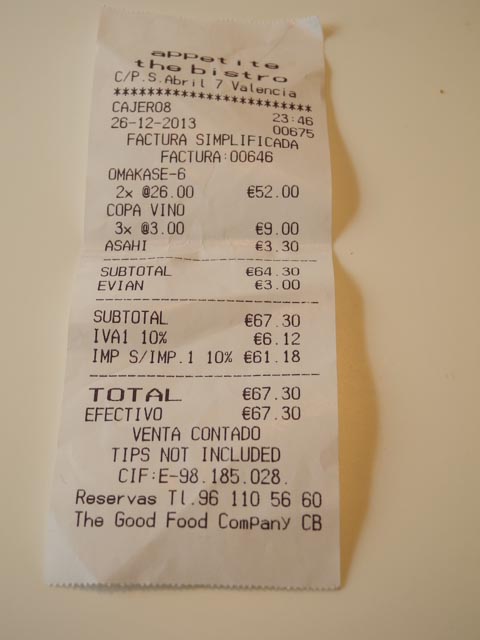 appetite
the bistro
C/P.S.Abril 7 Valencia
************************
CAJERO8 23:46
26-12-2013 00675
FACTURA SIMPLIFICADA
FACTURA:00646
OMAKASE-6
2x @26.00 €52.00
COPA VINO
3x @3.00 €9.00
ASAHI €3.30
------------------------
SUBTOTAL €64.30
EVIAN €3.00
------------------------
SUBTOTAL €67.30
IVA1 10% €6.12
IMP S/IMP.1 10% €61.18
------------------------
TOTAL €67.30
EFECTIVO €67.30
VENTA CONTADO
TIPS NOT INCLUDED
CIF:E-98.185.028.
Reservas Tl.96 110 56 60
The Good Food ComPanY CB